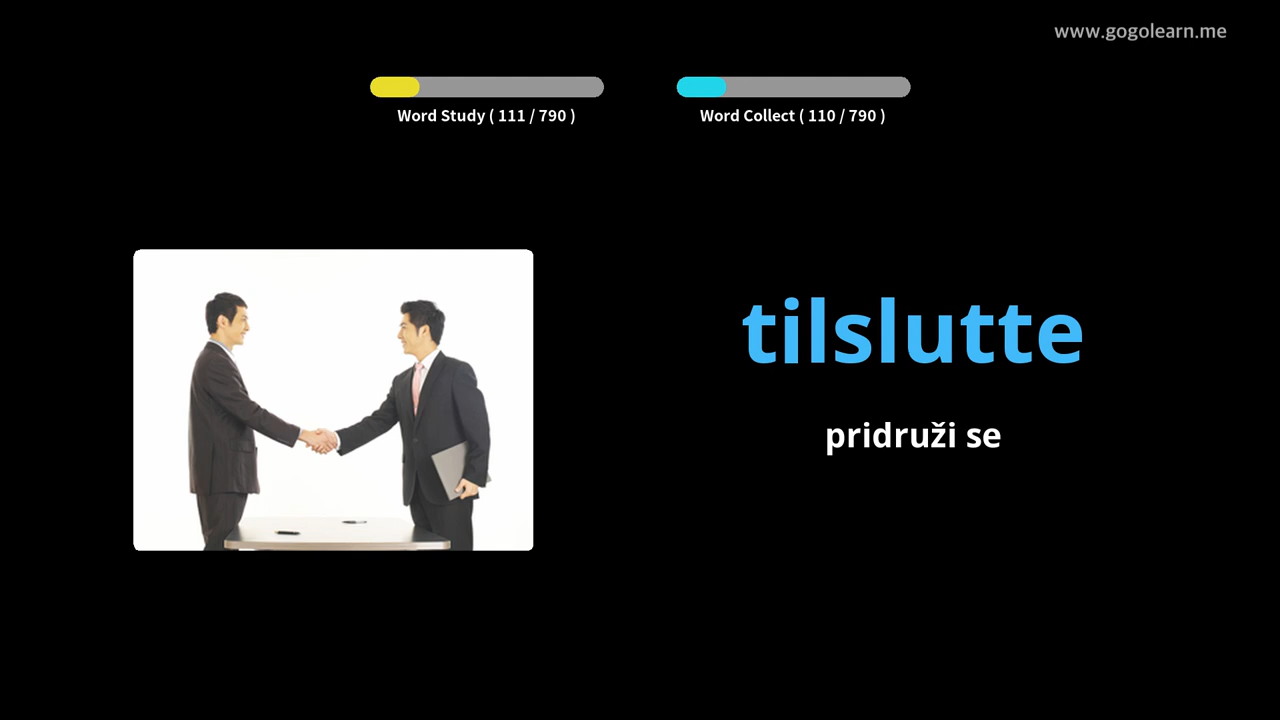 www.gogolearn.me
Word Study ( 111 / 790 )
Word Collect ( 110 / 790 )
tilslutte
pridruži se